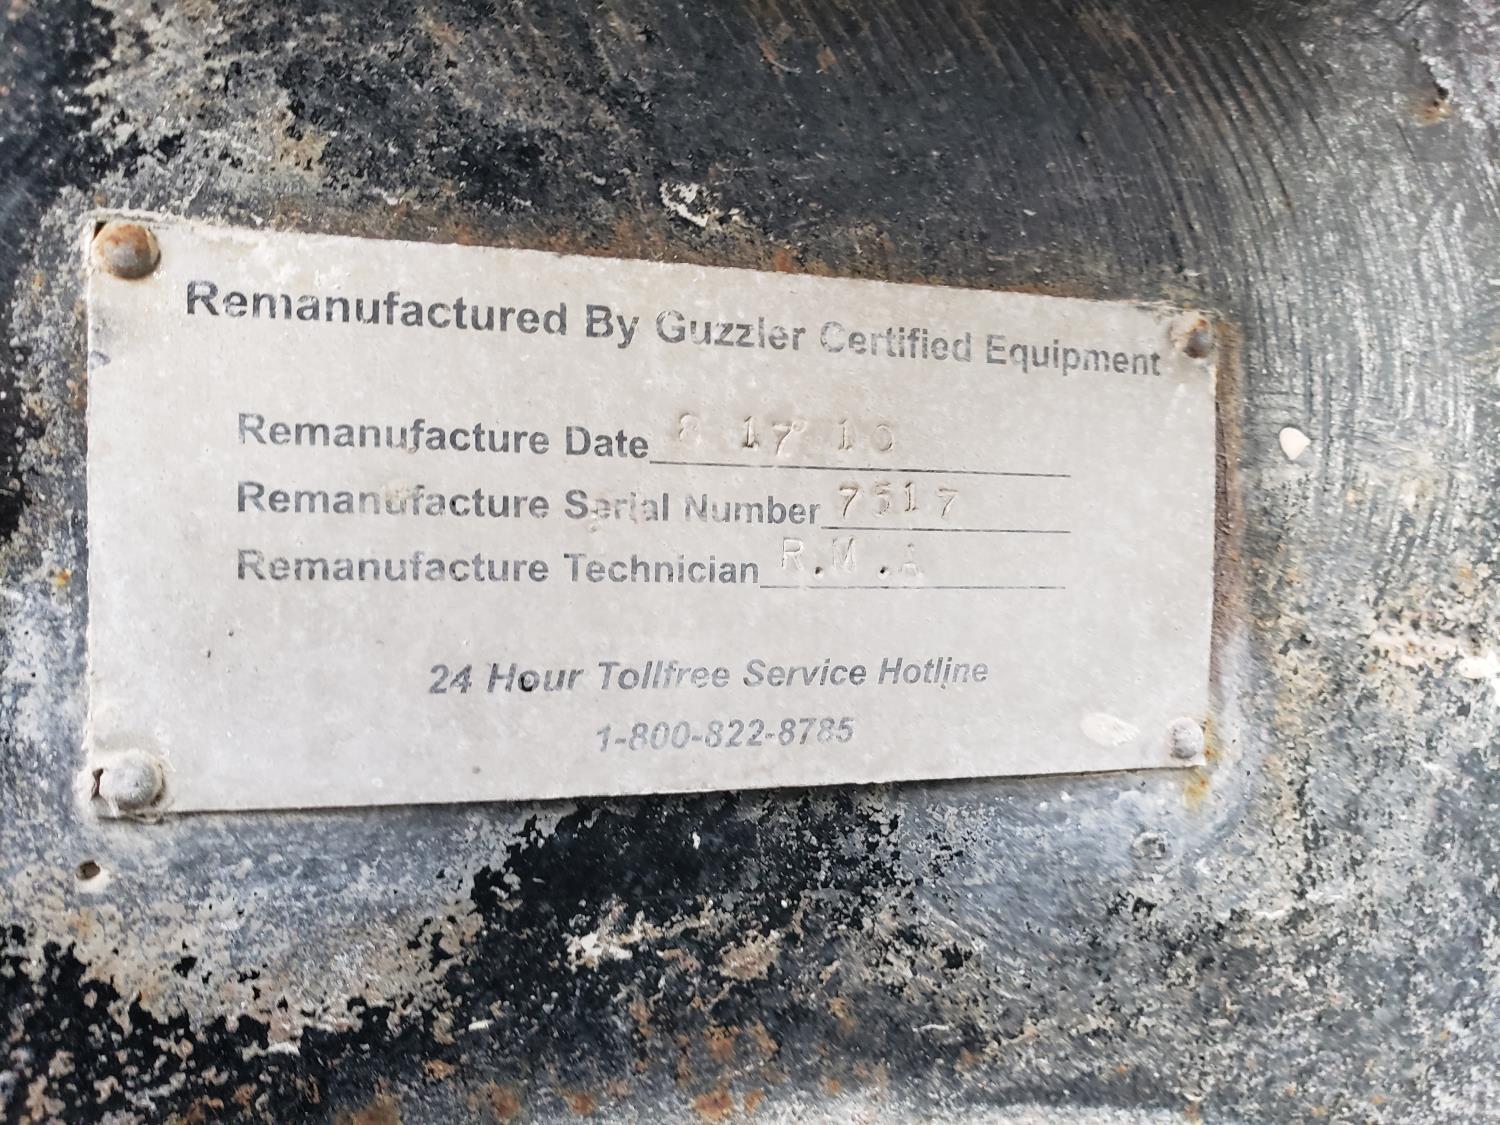 Remanufactured By Guzzler Certified Equipment
Remanufacture Date 8 17 10
Remanufacture Serial Number 7517
Remanufacture Technician R.M.A
24 Hour Tollfree Service Hotline
1-800-822-8785